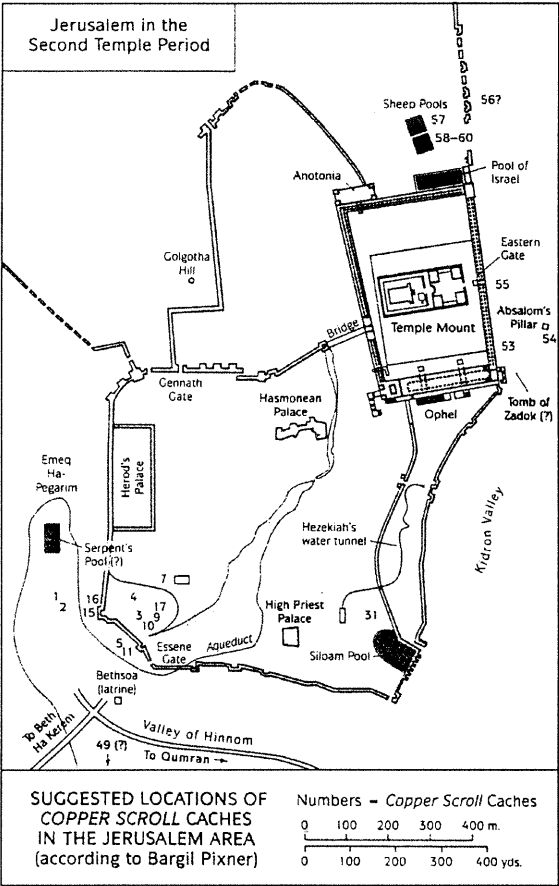 Jerusalem in the
Second Temple Period
Sheep Pools
56?
57
58–60
Pool of
Israel
Anotonia
Eastern
Gate
Golgotha
Hill
55
Absalom's
Pillar
54
Bridge
Temple Mount
53
Gennath
Gate
Hasmonean
Palace
Ophel
Tomb of
Zadok (?)
Emeq
Ha-
Pegarim
Herod's
Palace
Kidron Valley
Hezekiah's
water tunnel
Serpent's
Pool (?)
7
1
2
16
15
4
3
17
9
10
High Priest
Palace
31
5
11
Essene
Gate
Aqueduct
Siloam Pool
Bethsoa
(latrine)
To Beth
Ha Kerem
Valley of Hinnom
49 (?)
To Qumran →
SUGGESTED LOCATIONS OF
COPPER SCROLL CACHES
IN THE JERUSALEM AREA
(according to Bargil Pixner)
Numbers – Copper Scroll Caches
0 100 200 300 400 m.
0 100 200 300 400 yds.